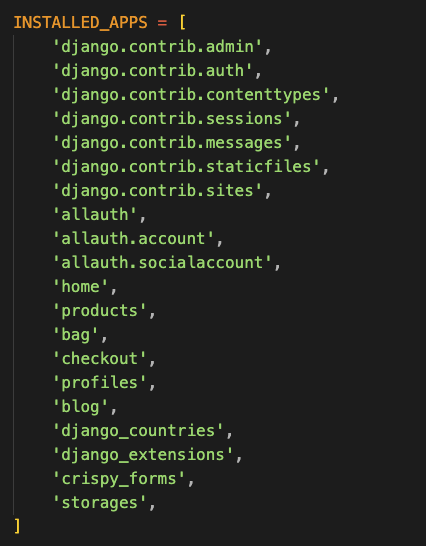 INSTALLED_APPS = [
    'django.contrib.admin',
    'django.contrib.auth',
    'django.contrib.contenttypes',
    'django.contrib.sessions',
    'django.contrib.messages',
    'django.contrib.staticfiles',
    'django.contrib.sites',
    'allauth',
    'allauth.account',
    'allauth.socialaccount',
    'home',
    'products',
    'bag',
    'checkout',
    'profiles',
    'blog',
    'django_countries',
    'django_extensions',
    'crispy_forms',
    'storages',
]